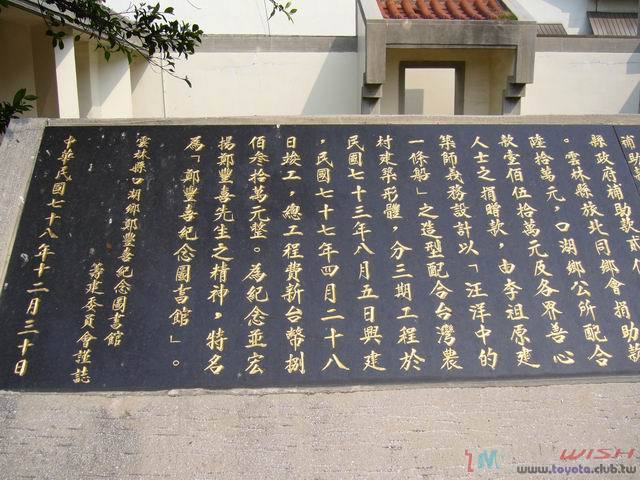 縣政府補助款
。雲林縣旅北同鄉會捐助款
陸拾萬元,口湖鄉公所配合
款壹佰伍拾萬元及各界善心
人士之捐贈款,由李祖原建
築師義務設計以「汪洋中的
一條船」之造型配合台灣農
村建築形體,分三期工程於
民國七十三年八月五日興建
,民國七十七年四月二十八
日竣工,總工程費新台幣捌
佰叁拾萬元整。為紀念並宏
揚鄭豐喜先生之精神,特名
為「鄭豐喜紀念圖書館」。
雲林縣口湖鄉鄭豐喜紀念圖書館
籌建委員會謹誌
中華民國七十八年十二月三十日
WISH
www.toyota.club.tw